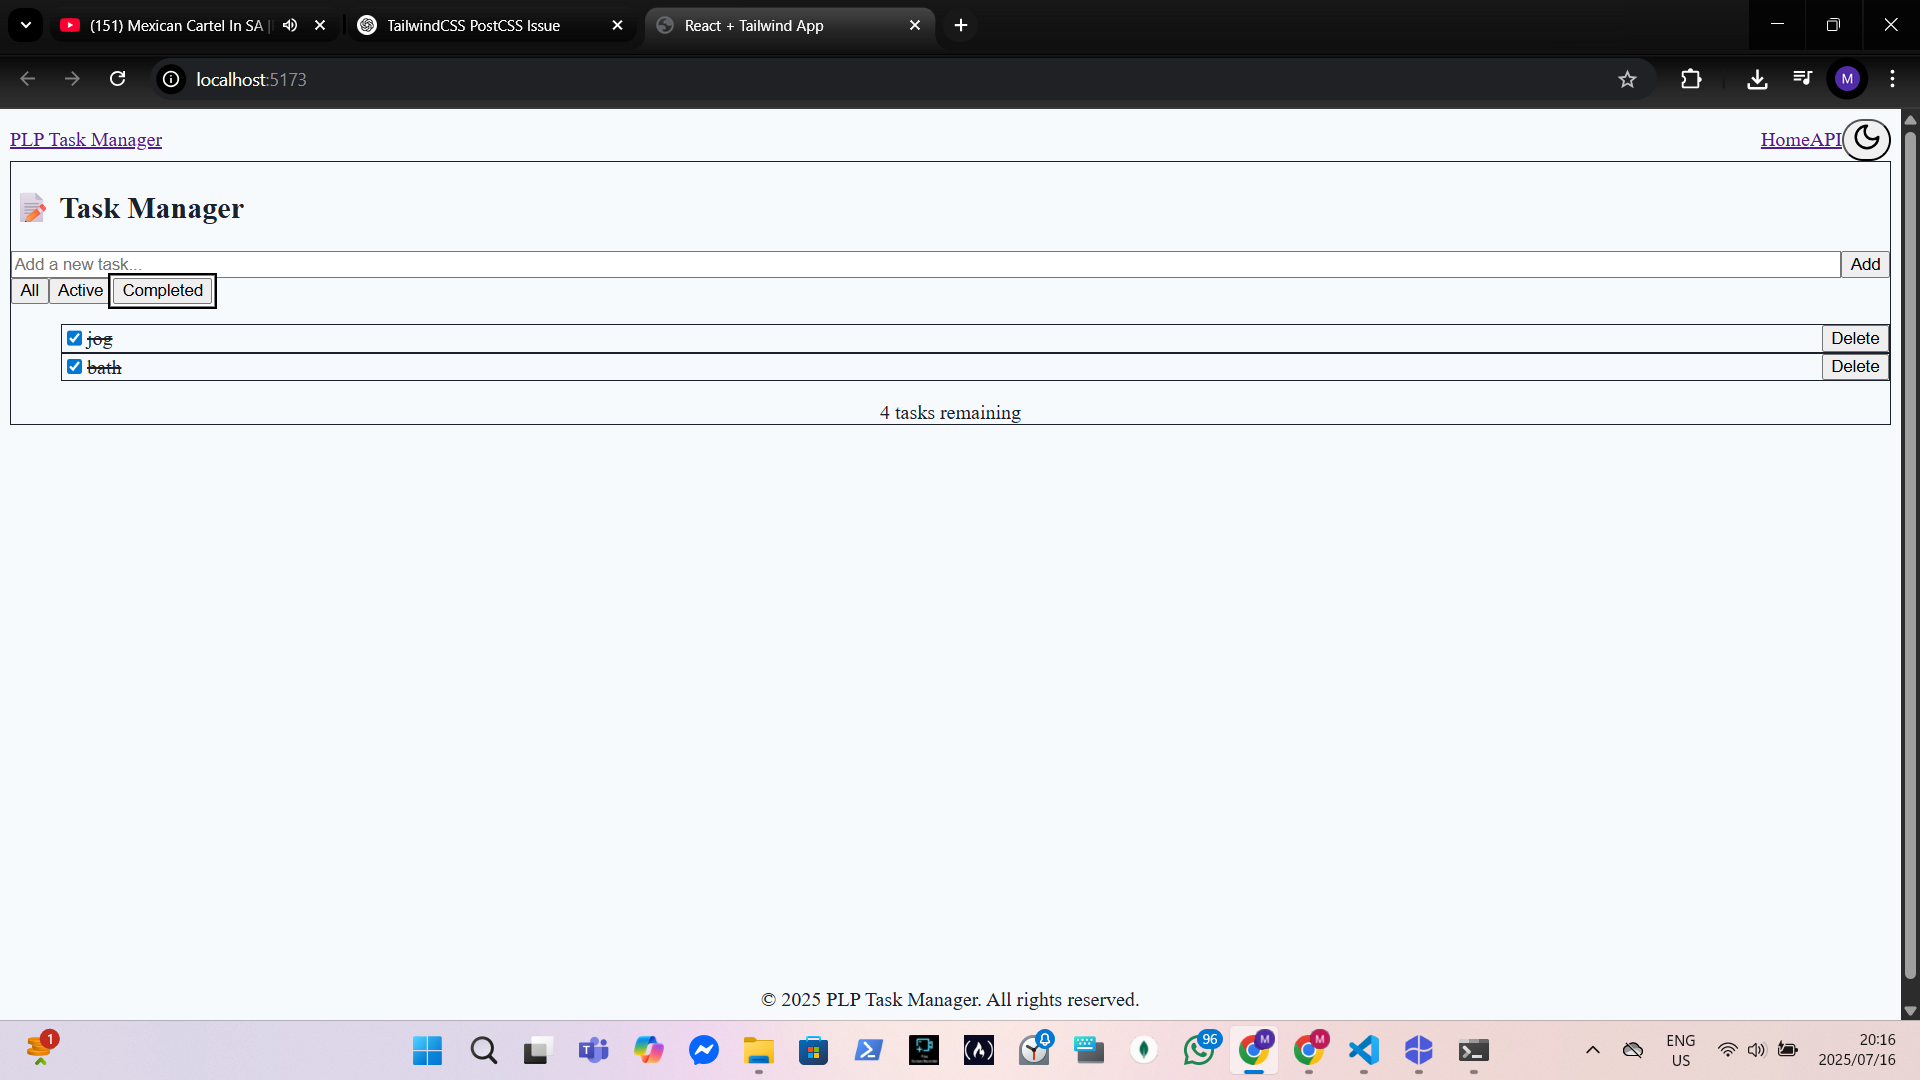 (151) Mexican Cartel In SA |
TailwindCSS PostCSS Issue
React + Tailwind App
localhost:5173
M
PLP Task Manager
HomeAPI
Task Manager
Add a new task...
Add
All
Active
Completed
jog
Delete
bath
Delete
4 tasks remaining
© 2025 PLP Task Manager. All rights reserved.
1
T
96
M
M
ENG
US
20:16
2025/07/16